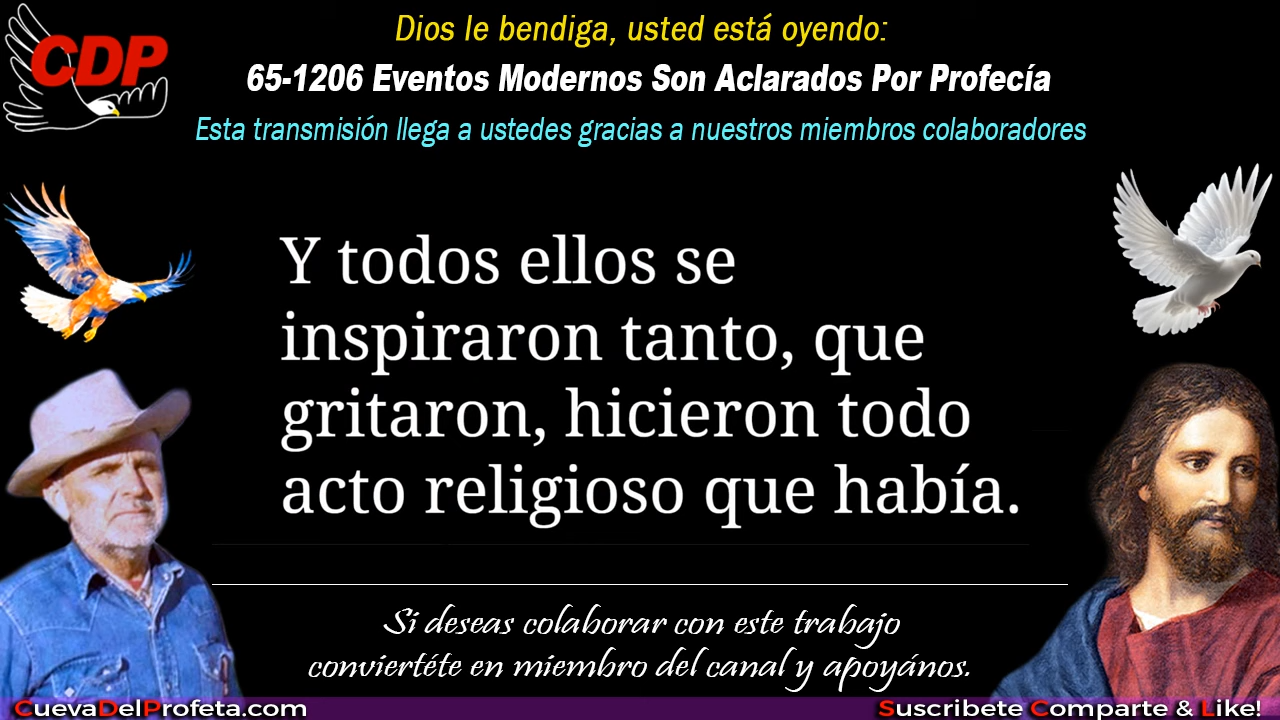 CDP
Dios le bendiga, usted está oyendo:
65-1206 Eventos Modernos Son Aclarados Por Profecía
Esta transmisión llega a ustedes gracias a nuestros miembros colaboradores
Y todos ellos se
inspiraron tanto, que
gritaron, hicieron todo
acto religioso que había.
Si deseas colaborar con este trabajo
conviertéte en miembro del canal y apoyános.
CuevaDelProfeta.com
Suscribete Comparte & Like!